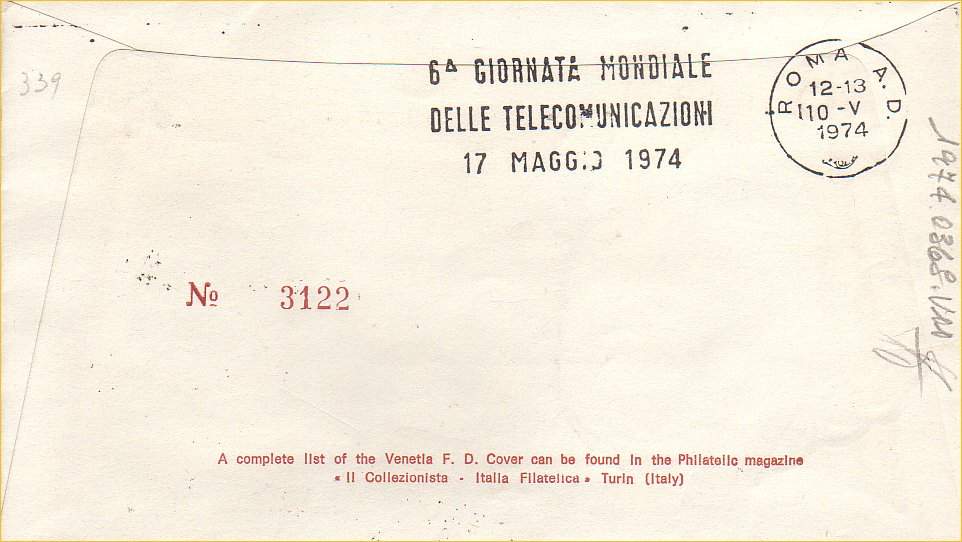 339
6ª GIORNATA MONDIALE
DELLE TELECOMUNICAZIONI
17 MAGGIO 1974
ROMA A.D.
12-13
10-V
1974
Nº 3122
A complete list of the Venetia F. D. Cover can be found in the Philatelic magazine
« Il Collezionista - Italia Filatelica » Turin (Italy)